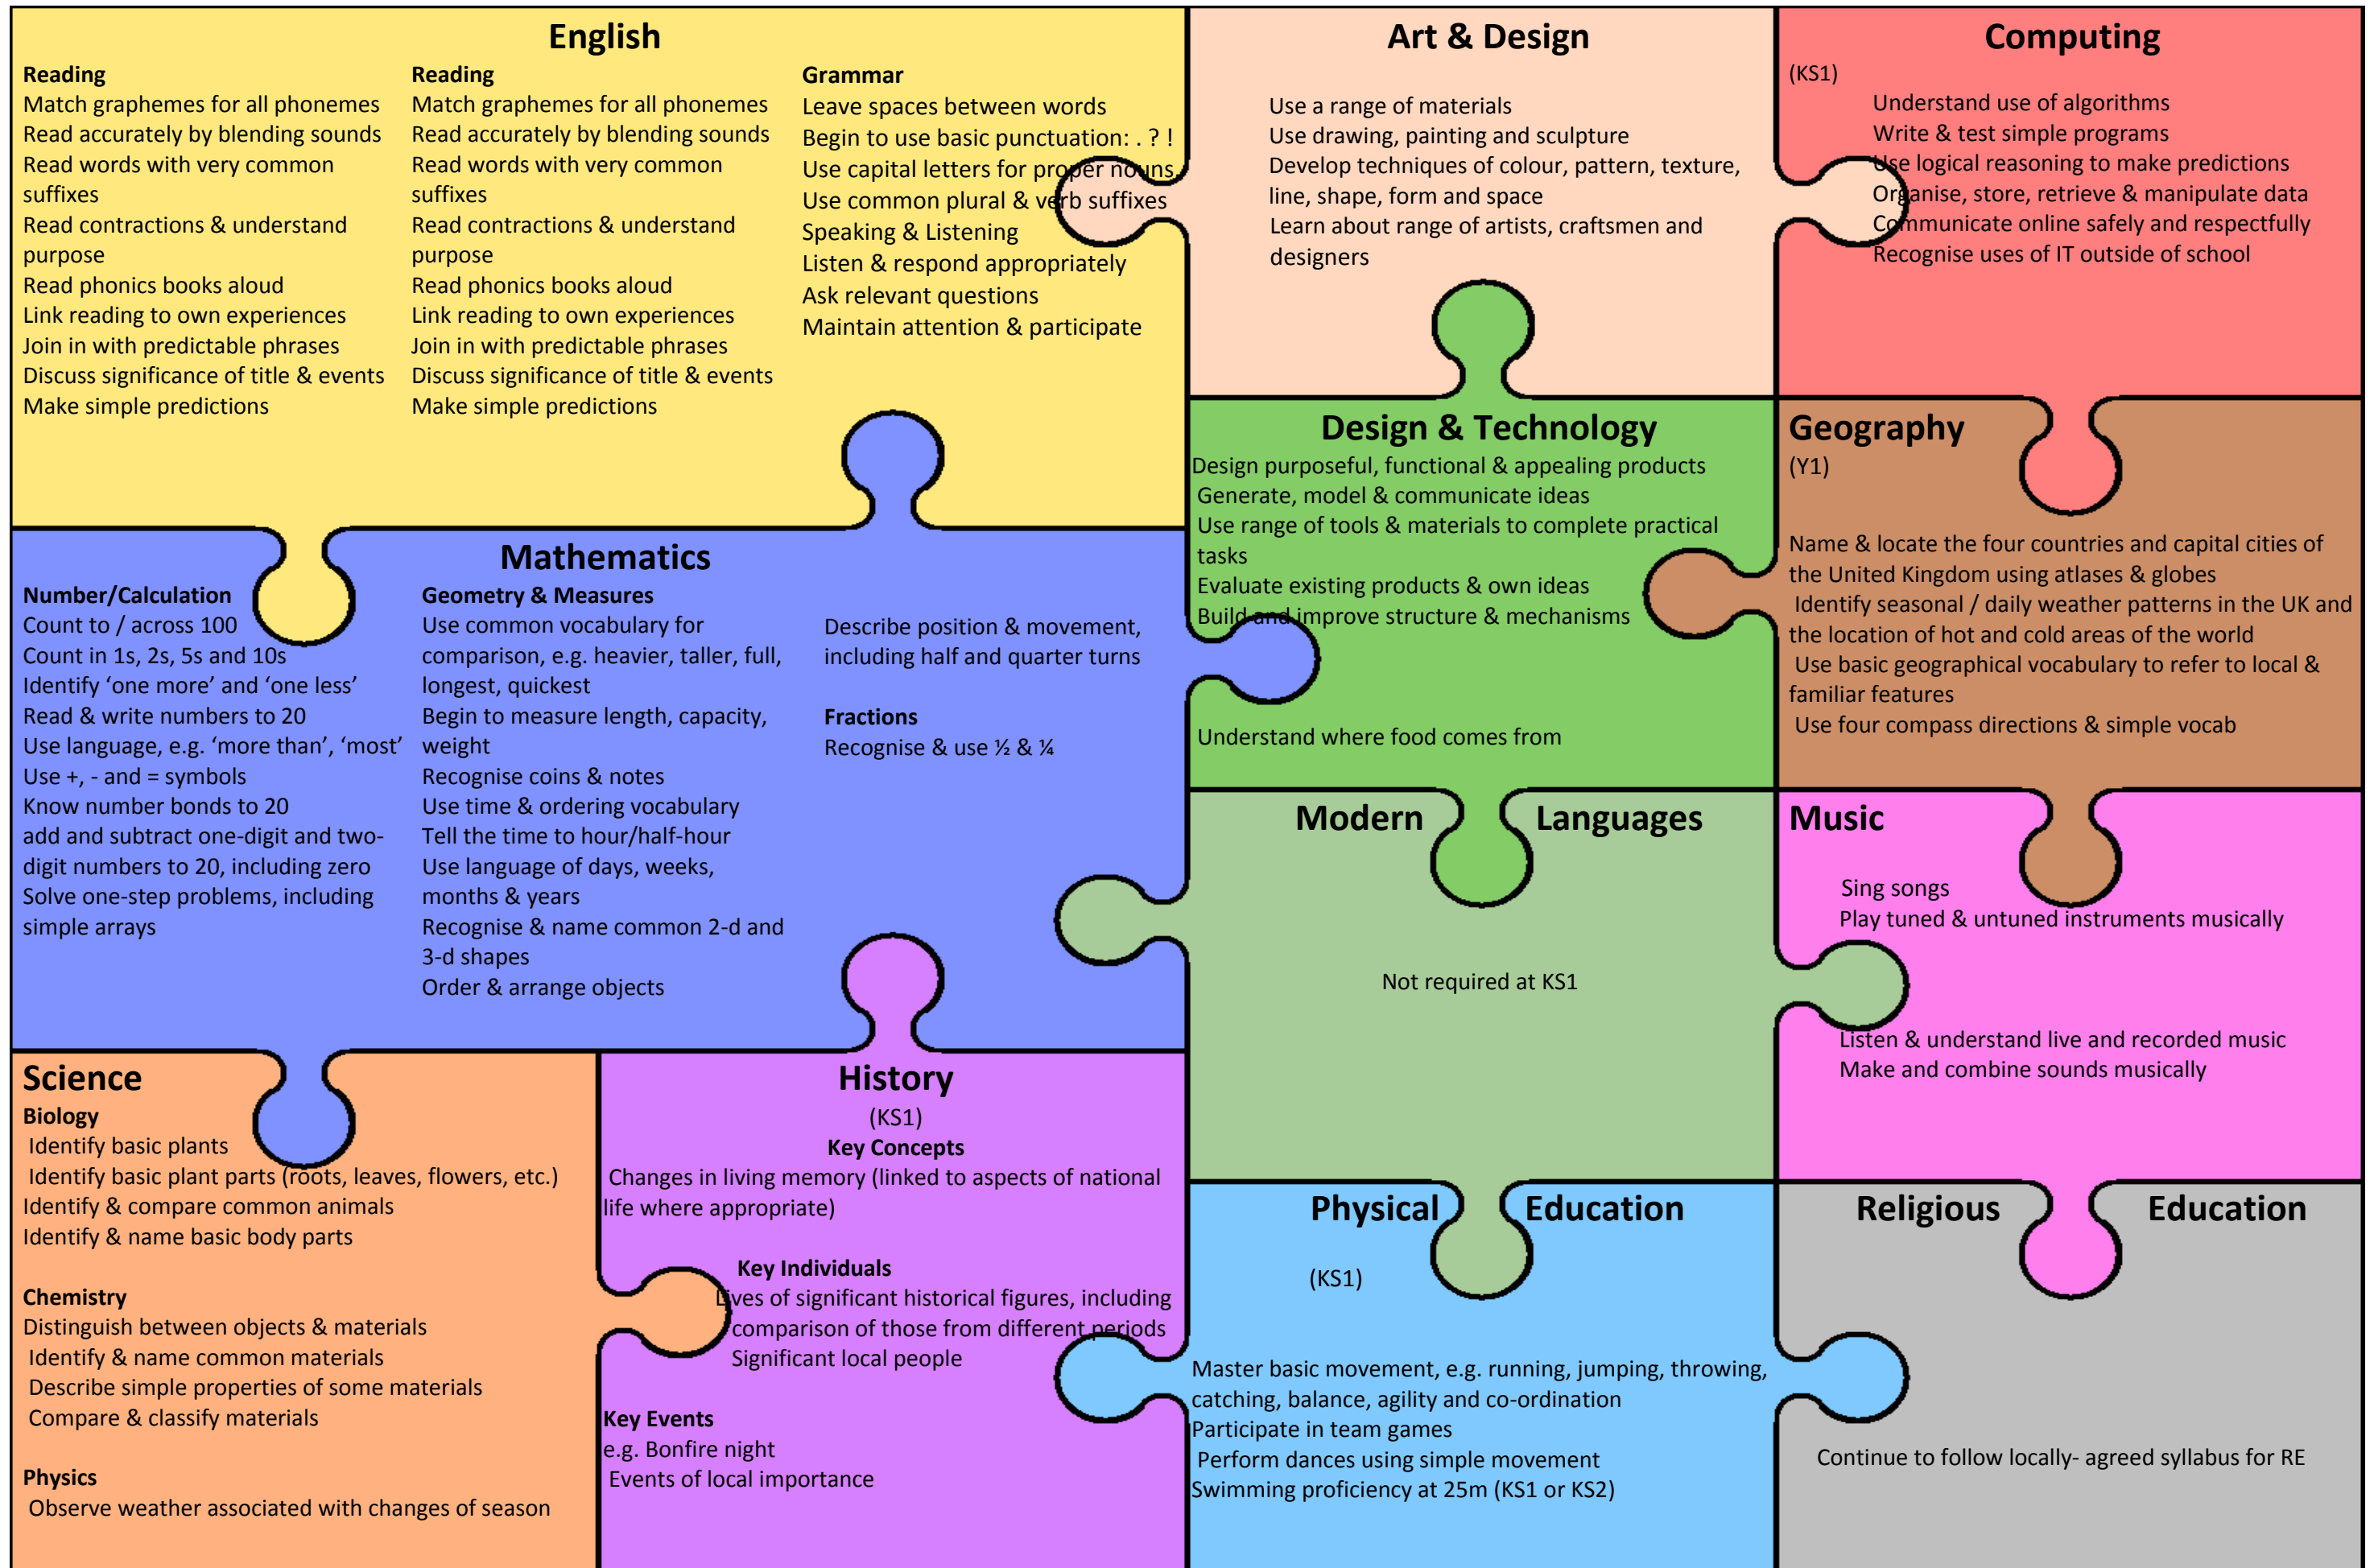 English
Reading
Match graphemes for all phonemes
Read accurately by blending sounds
Read words with very common
suffixes
Read contractions & understand
purpose
Read phonics books aloud
Link reading to own experiences
Join in with predictable phrases
Discuss significance of title & events
Make simple predictions
Reading
Match graphemes for all phonemes
Read accurately by blending sounds
Read words with very common
suffixes
Read contractions & understand
purpose
Read phonics books aloud
Link reading to own experiences
Join in with predictable phrases
Discuss significance of title & events
Make simple predictions
Grammar
Leave spaces between words
Begin to use basic punctuation: . ? !
Use capital letters for proper nouns.
Use common plural & verb suffixes
Speaking & Listening
Listen & respond appropriately
Ask relevant questions
Maintain attention & participate
Art & Design
Use a range of materials
Use drawing, painting and sculpture
Develop techniques of colour, pattern, texture,
line, shape, form and space
Learn about range of artists, craftsmen and
designers
Computing
(KS1)
Understand use of algorithms
Write & test simple programs
Use logical reasoning to make predictions
Organise, store, retrieve & manipulate data
Communicate online safely and respectfully
Recognise uses of IT outside of school
Mathematics
Number/Calculation
Count to / across 100
Count in 1s, 2s, 5s and 10s
Identify ‘one more’ and ‘one less’
Read & write numbers to 20
Use language, e.g. ‘more than’, ‘most’
Use +, - and = symbols
Know number bonds to 20
add and subtract one-digit and two-
digit numbers to 20, including zero
Solve one-step problems, including
simple arrays
Geometry & Measures
Use common vocabulary for
comparison, e.g. heavier, taller, full,
longest, quickest
Begin to measure length, capacity,
weight
Recognise coins & notes
Use time & ordering vocabulary
Tell the time to hour/half-hour
Use language of days, weeks,
months & years
Recognise & name common 2-d and
3-d shapes
Order & arrange objects
Describe position & movement,
including half and quarter turns
Fractions
Recognise & use ½ & ¼
Design & Technology
Design purposeful, functional & appealing products
Generate, model & communicate ideas
Use range of tools & materials to complete practical
tasks
Evaluate existing products & own ideas
Build and improve structure & mechanisms
Understand where food comes from
Geography
(Y1)
Name & locate the four countries and capital cities of
the United Kingdom using atlases & globes
Identify seasonal / daily weather patterns in the UK and
the location of hot and cold areas of the world
Use basic geographical vocabulary to refer to local &
familiar features
Use four compass directions & simple vocab
Modern Languages
Not required at KS1
Music
Sing songs
Play tuned & untuned instruments musically
Listen & understand live and recorded music
Make and combine sounds musically
Science
Biology
Identify basic plants
Identify basic plant parts (roots, leaves, flowers, etc.)
Identify & compare common animals
Identify & name basic body parts
Chemistry
Distinguish between objects & materials
Identify & name common materials
Describe simple properties of some materials
Compare & classify materials
Physics
Observe weather associated with changes of season
History
(KS1)
Key Concepts
Changes in living memory (linked to aspects of national
life where appropriate)
Key Individuals
Lives of significant historical figures, including
comparison of those from different periods
Significant local people
Key Events
e.g. Bonfire night
Events of local importance
Physical Education
(KS1)
Master basic movement, e.g. running, jumping, throwing,
catching, balance, agility and co-ordination
Participate in team games
Perform dances using simple movement
Swimming proficiency at 25m (KS1 or KS2)
Religious Education
Continue to follow locally- agreed syllabus for RE